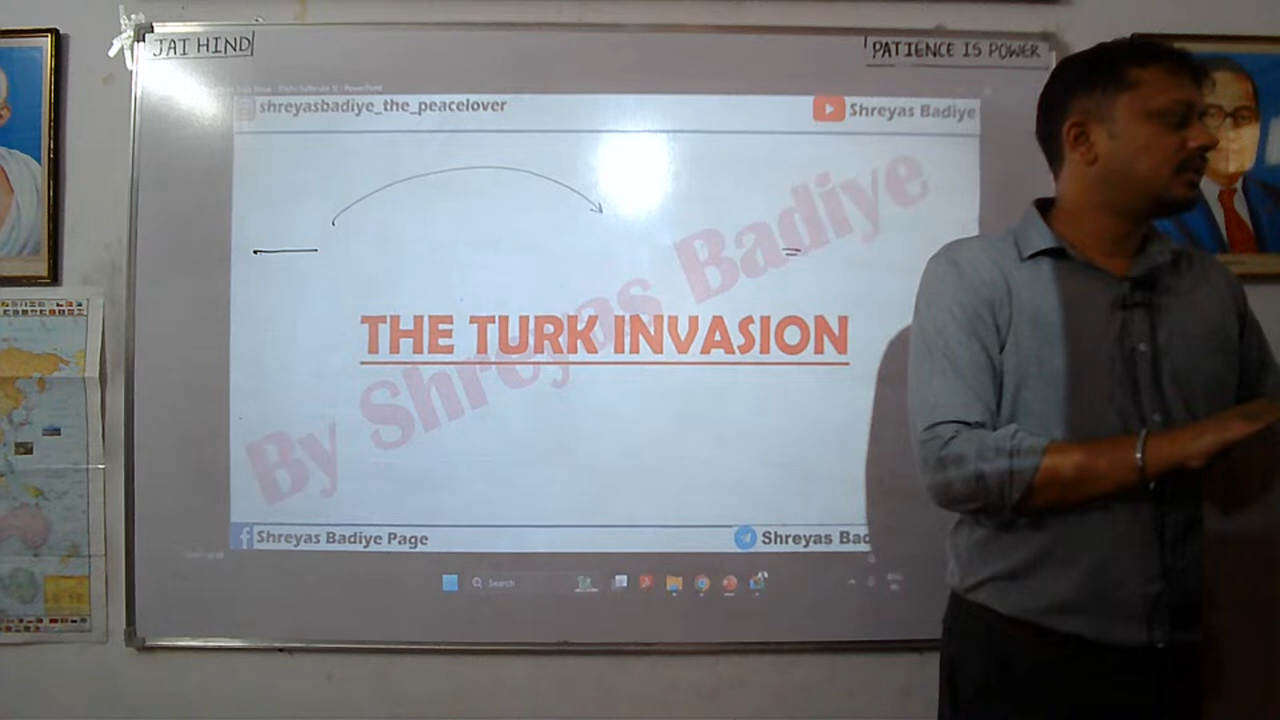 JAI HIND
PATIENCE IS POWER
shreyasbadiye_the_peacelover
Shreyas Badiye
By Shreyas Badiye
THE TURK INVASION
Shreyas Badiye Page
Shreyas Bad
Search